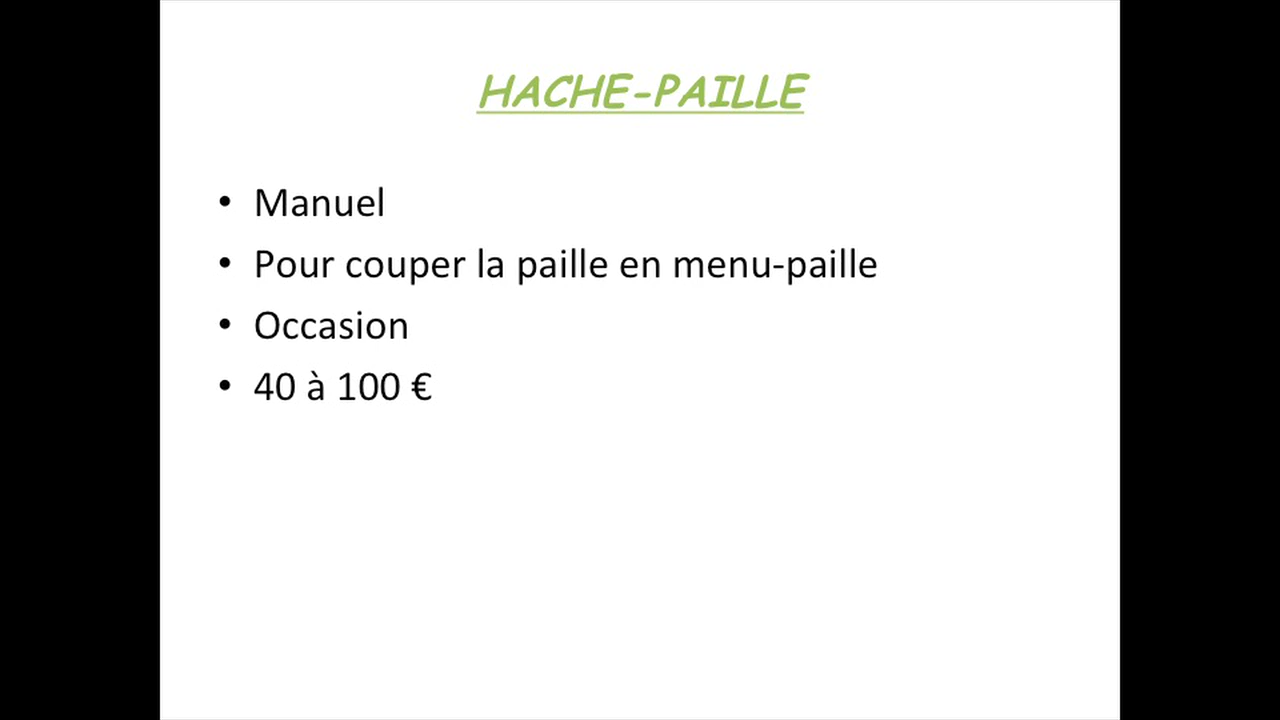 HACHE-PAILLE
• Manuel
• Pour couper la paille en menu-paille
• Occasion
• 40 à 100 €